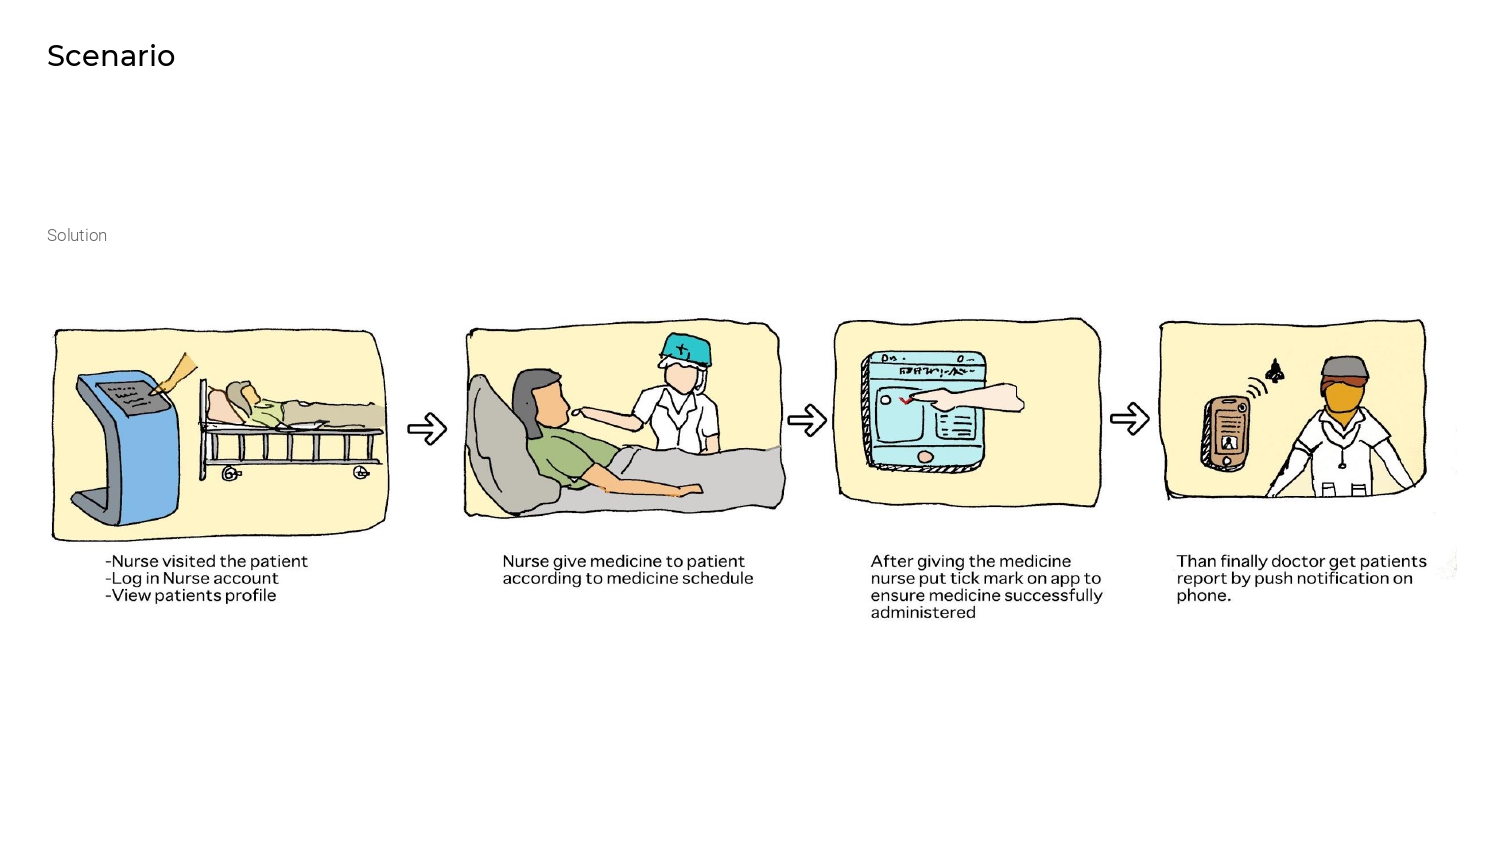 Scenario
Solution
-Nurse visited the patient
-Log in Nurse account
-View patients profile
Nurse give medicine to patient
according to medicine schedule
After giving the medicine
nurse put tick mark on app to
ensure medicine successfully
administered
Than finally doctor get patients
report by push notification on
phone.